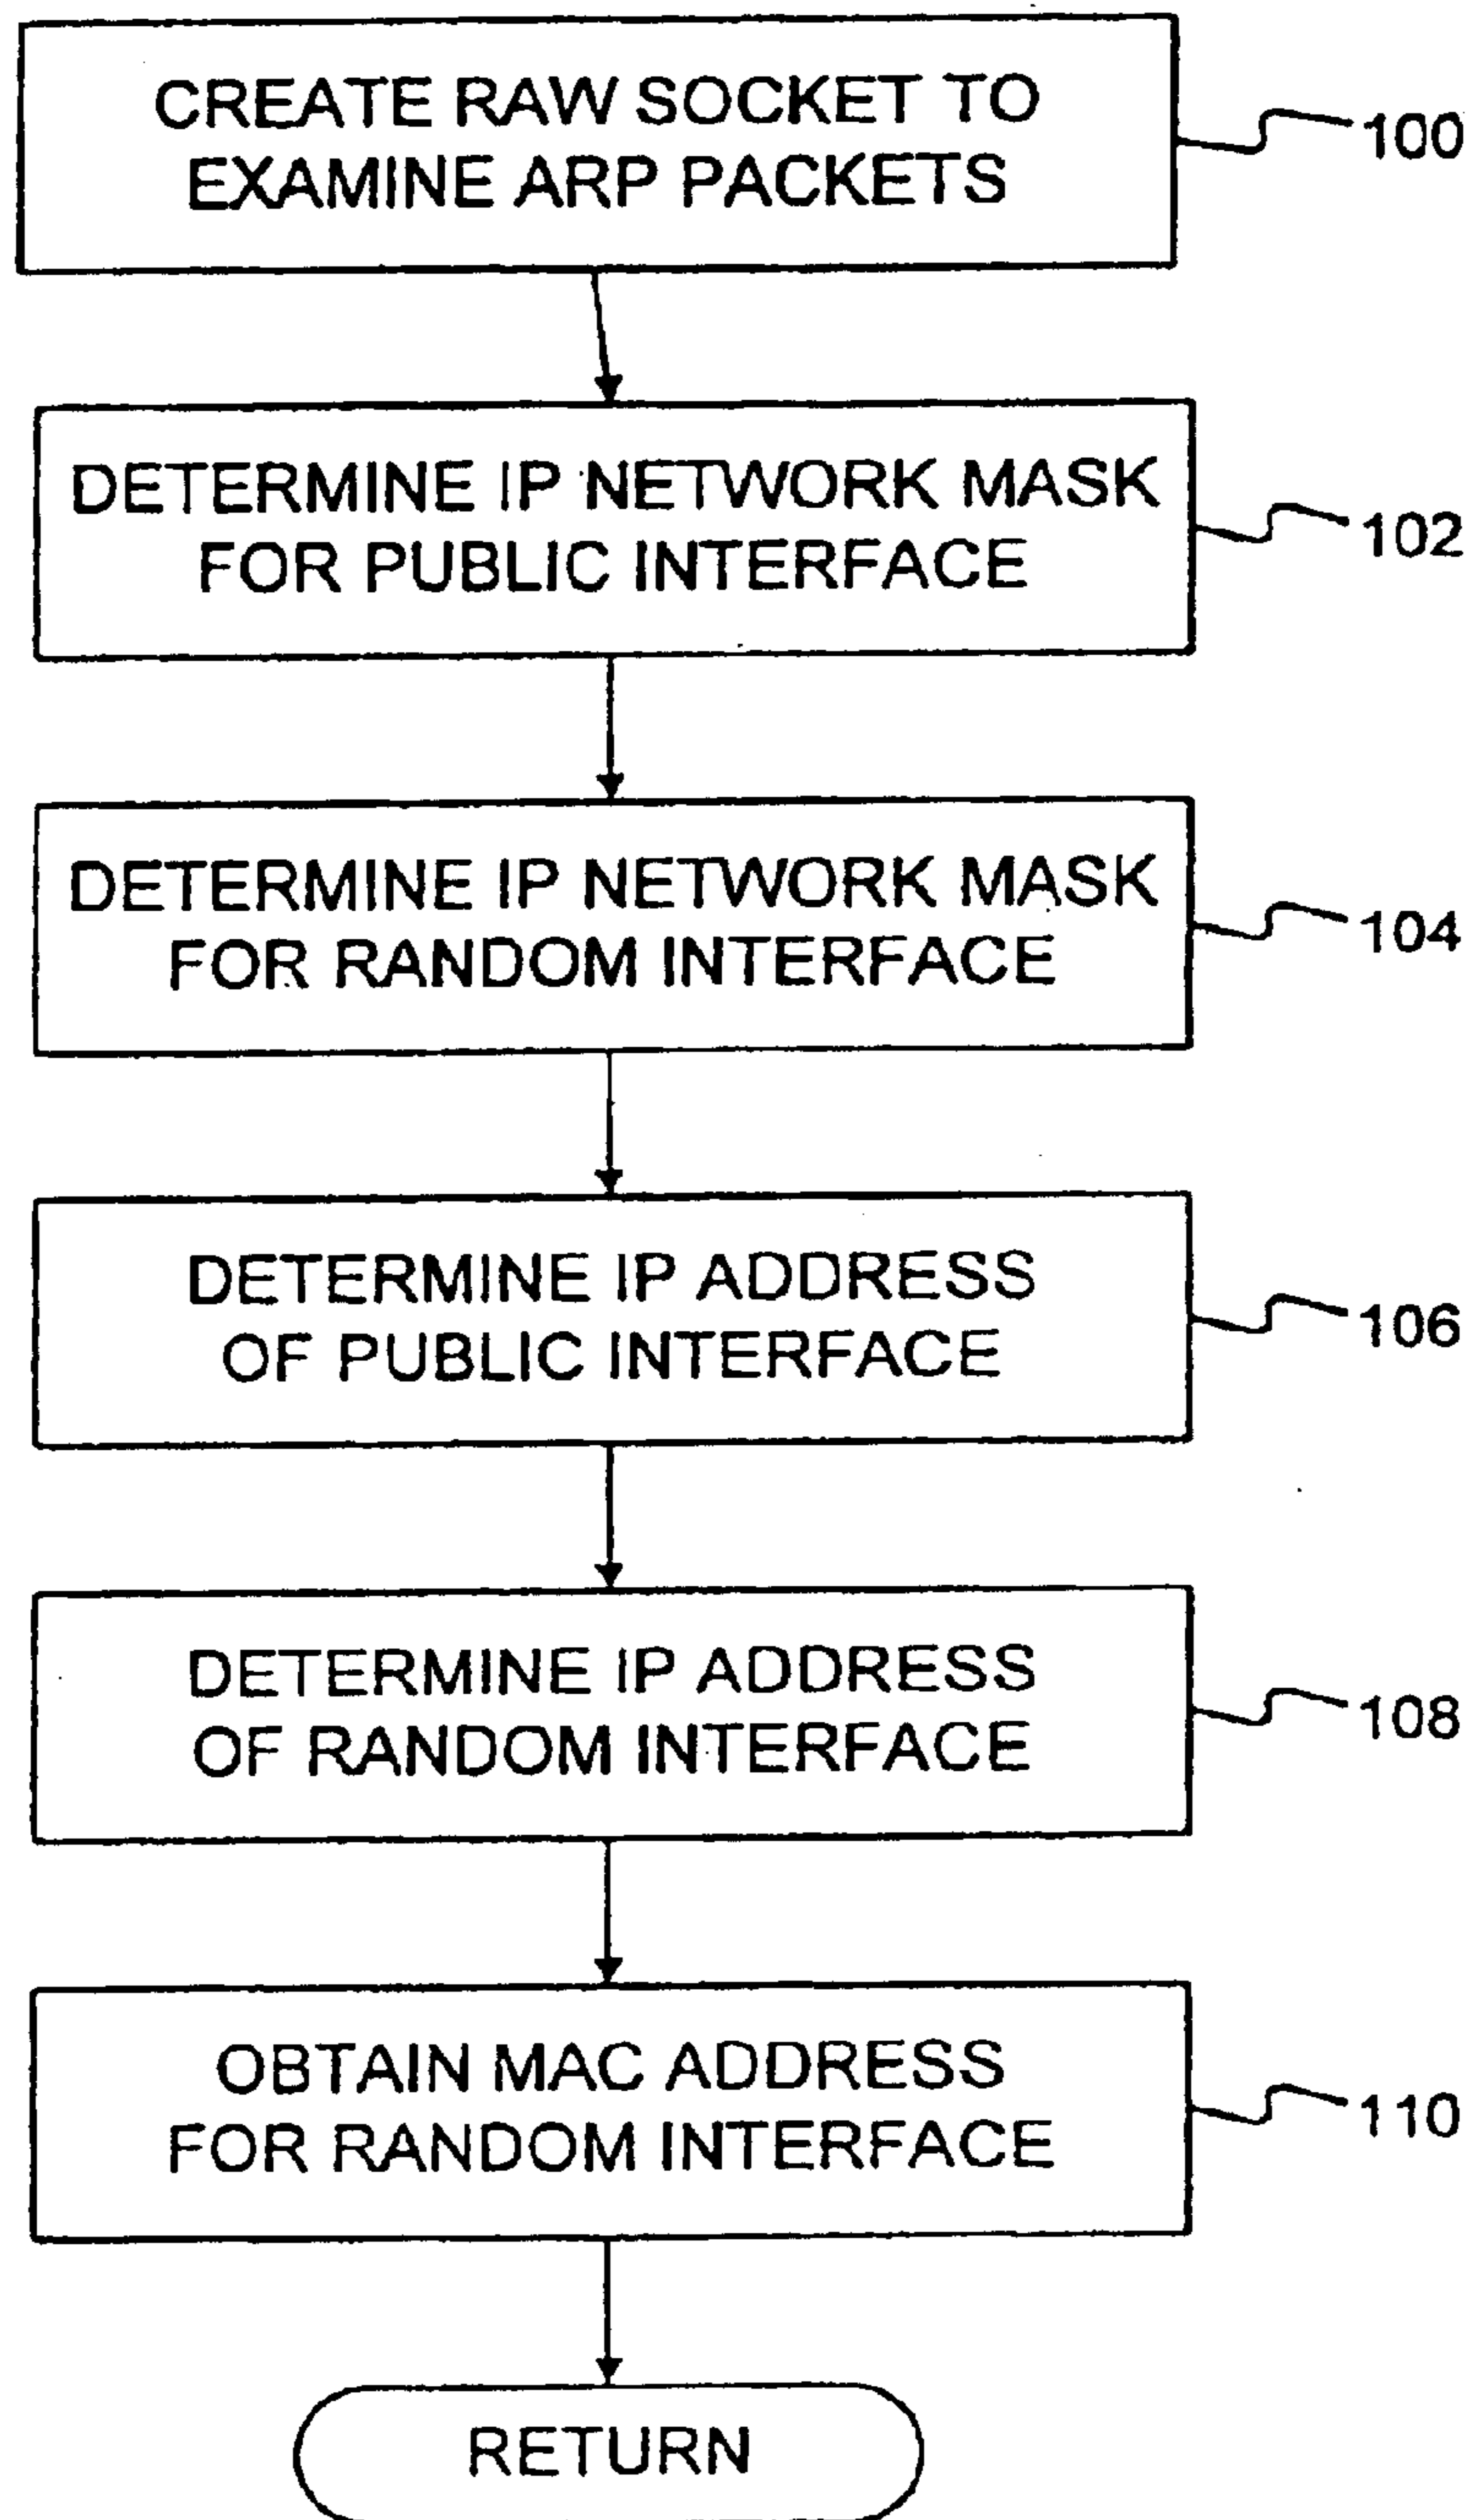 CREATE RAW SOCKET TO
EXAMINE ARP PACKETS
100
DETERMINE IP NETWORK MASK
FOR PUBLIC INTERFACE
102
DETERMINE IP NETWORK MASK
FOR RANDOM INTERFACE
104
DETERMINE IP ADDRESS
OF PUBLIC INTERFACE
106
DETERMINE IP ADDRESS
OF RANDOM INTERFACE
108
OBTAIN MAC ADDRESS
FOR RANDOM INTERFACE
110
RETURN